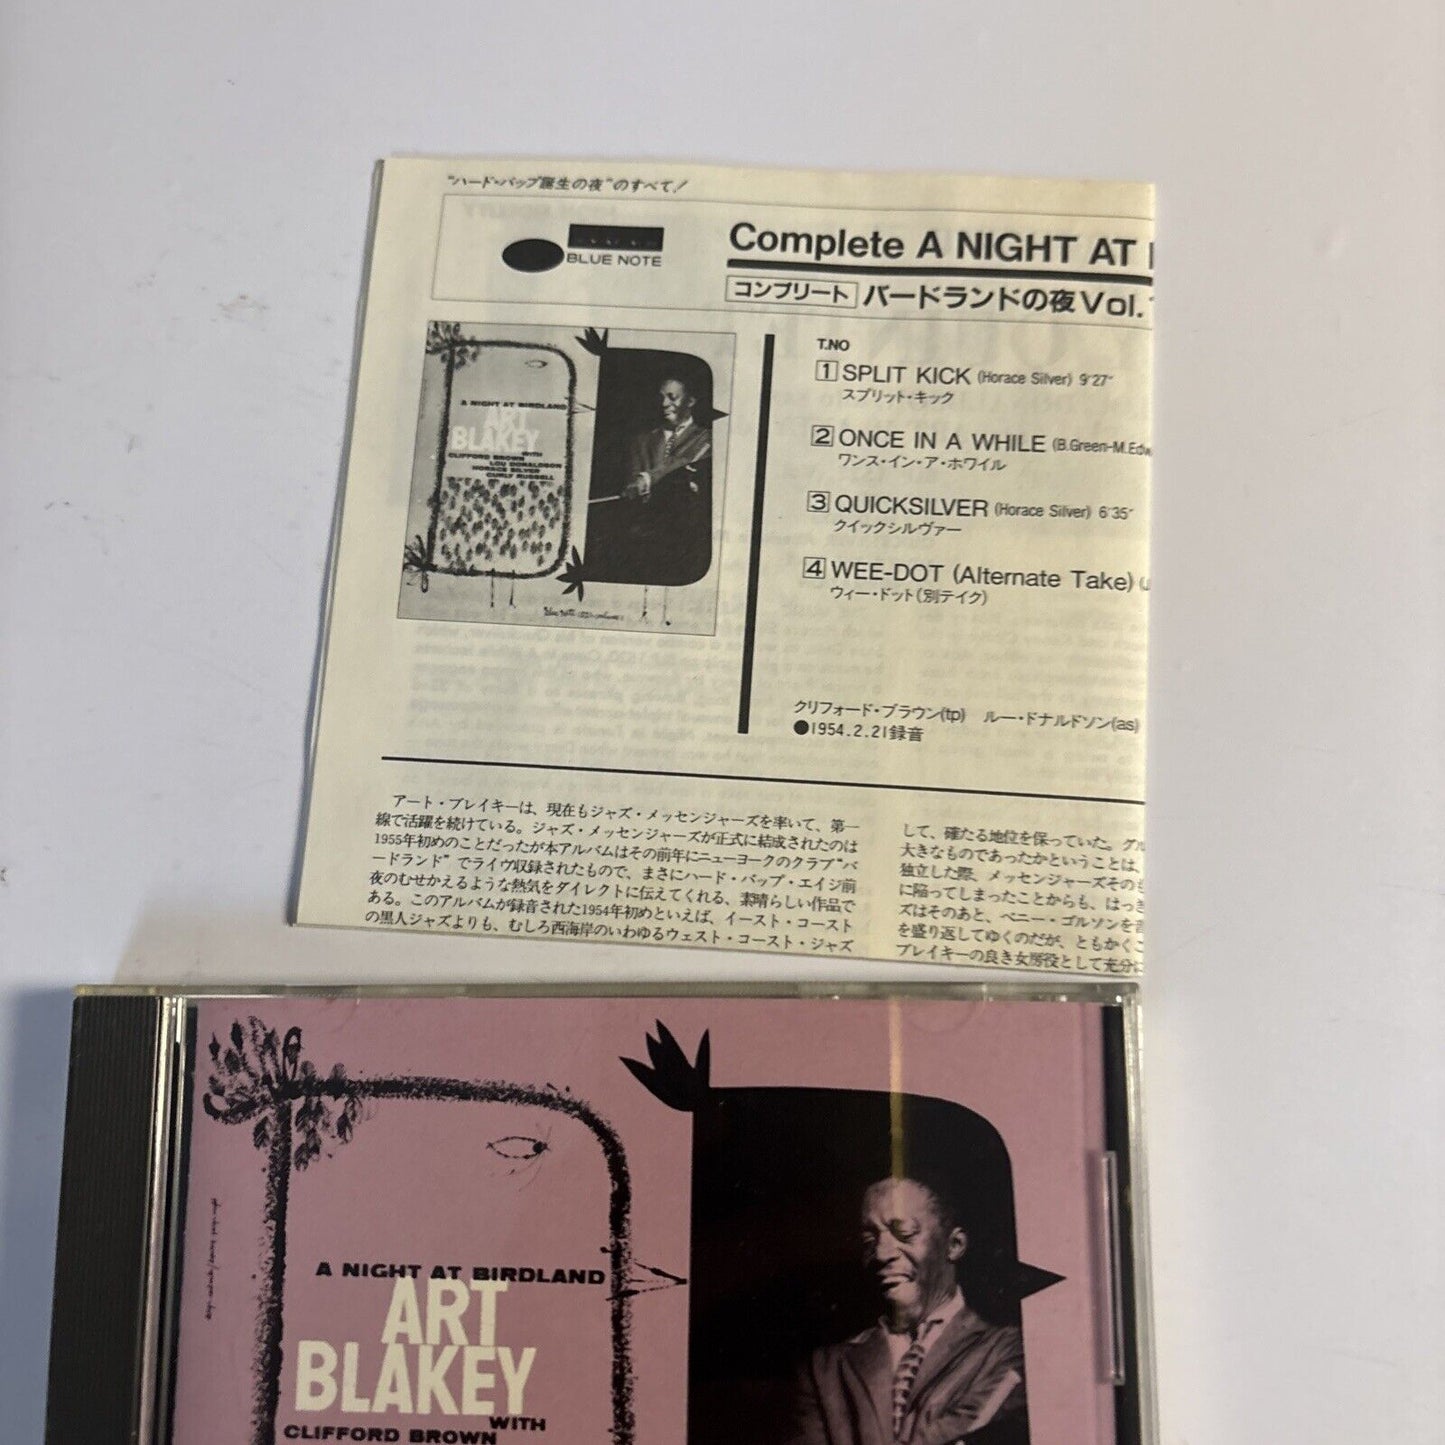 "ハード・バップ誕生の夜"のすべて!
BLUE NOTE
Complete A NIGHT AT
コンプリート バードランドの夜Vol.
T.NO
1 SPLIT KICK (Horace Silver) 9'27"
スプリット・キック
2 ONCE IN A WHILE (B.Green-M.Edw
ワンス・イン・ア・ホワイル
3 QUICKSILVER (Horace Silver) 6'35"
クイックシルヴァー
4 WEE-DOT (Alternate Take)
ウィー・ドット(別テイク)
クリフォード・ブラウン(tp) ルー・ドナルドソン(as)
●1954.2.21録音
A NIGHT AT BIRDLAND
ART
BLAKEY
WITH
CLIFFORD BROWN
LOU DONALDSON
HORACE SILVER
CURLY RUSSELL
アート・ブレイキーは、現在もジャズ・メッセンジャーズを率いて、第一
線で活躍を続けている。ジャズ・メッセンジャーズが正式に結成されたのは
1955年初めのことだったが本アルバムはその前年にニューヨークのクラブ"バ
ードランド"でライヴ収録されたもので、まさにハード・バップ・エイジ前
夜のむせかえるような熱気をダイレクトに伝えてくれる、素晴らしい作品で
ある。このアルバムが録音された1954年初めといえば、イースト・コースト
の黒人ジャズよりも、むしろ西海岸のいわゆるウェスト・コースト・ジャズ
して、確たる地位を保っていた。グル
大きなものであったかということは、
独立した際、メッセンジャーズそのも
に陥ってしまったことからも、はっき
ズはそのあと、ベニー・ゴルソンを音
を盛り返してゆくのだが、ともかくこ
ブレイキーの良き女房役として充分に
A NIGHT AT BIRDLAND
ART
BLAKEY
WITH
CLIFFORD BROWN